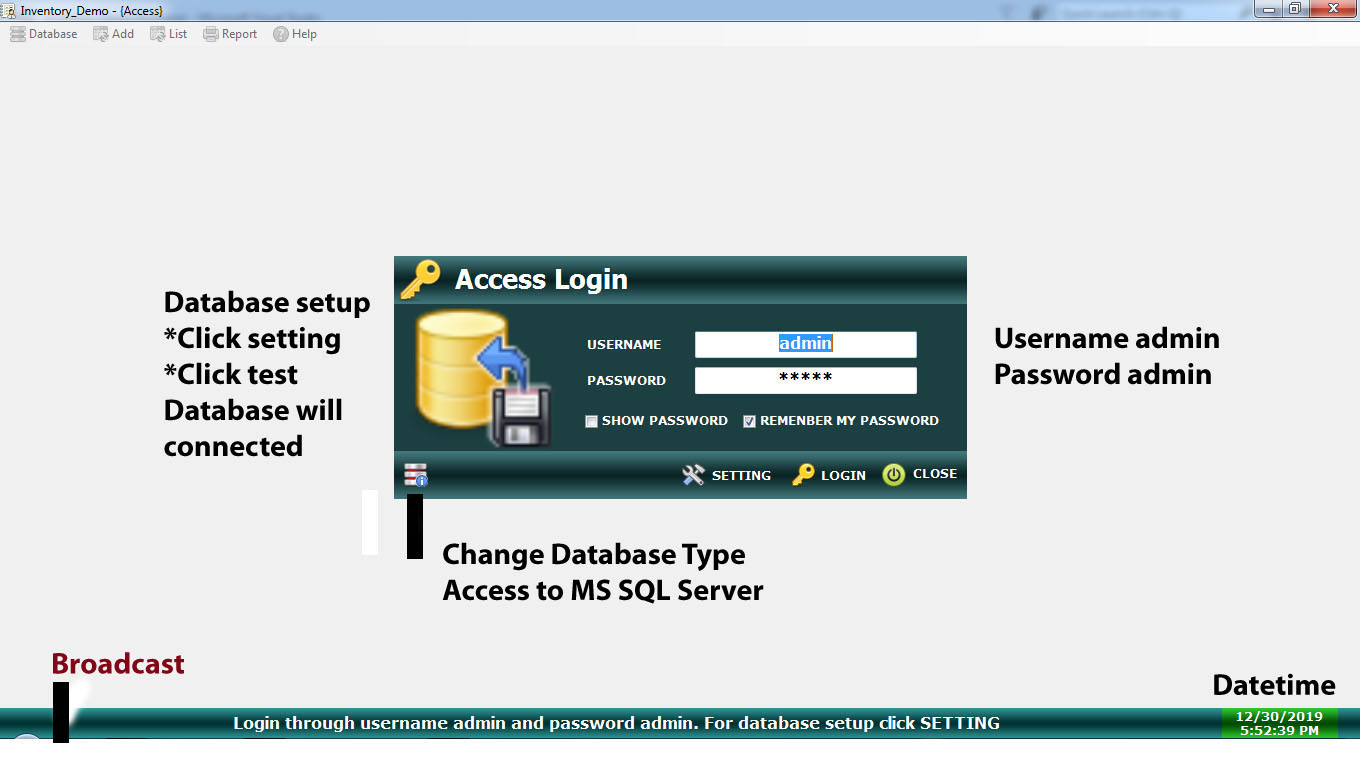 Inventory_Demo - {Access}
Database Add List Report Help
Access Login
Database setup
*Click setting
*Click test
Database will
connected
USERNAME admin
PASSWORD *****
SHOW PASSWORD REMENBER MY PASSWORD
SETTING LOGIN CLOSE
Username admin
Password admin
Change Database Type
Access to MS SQL Server
Broadcast
Datetime
Login through username admin and password admin. For database setup click SETTING
12/30/2019
5:52:39 PM